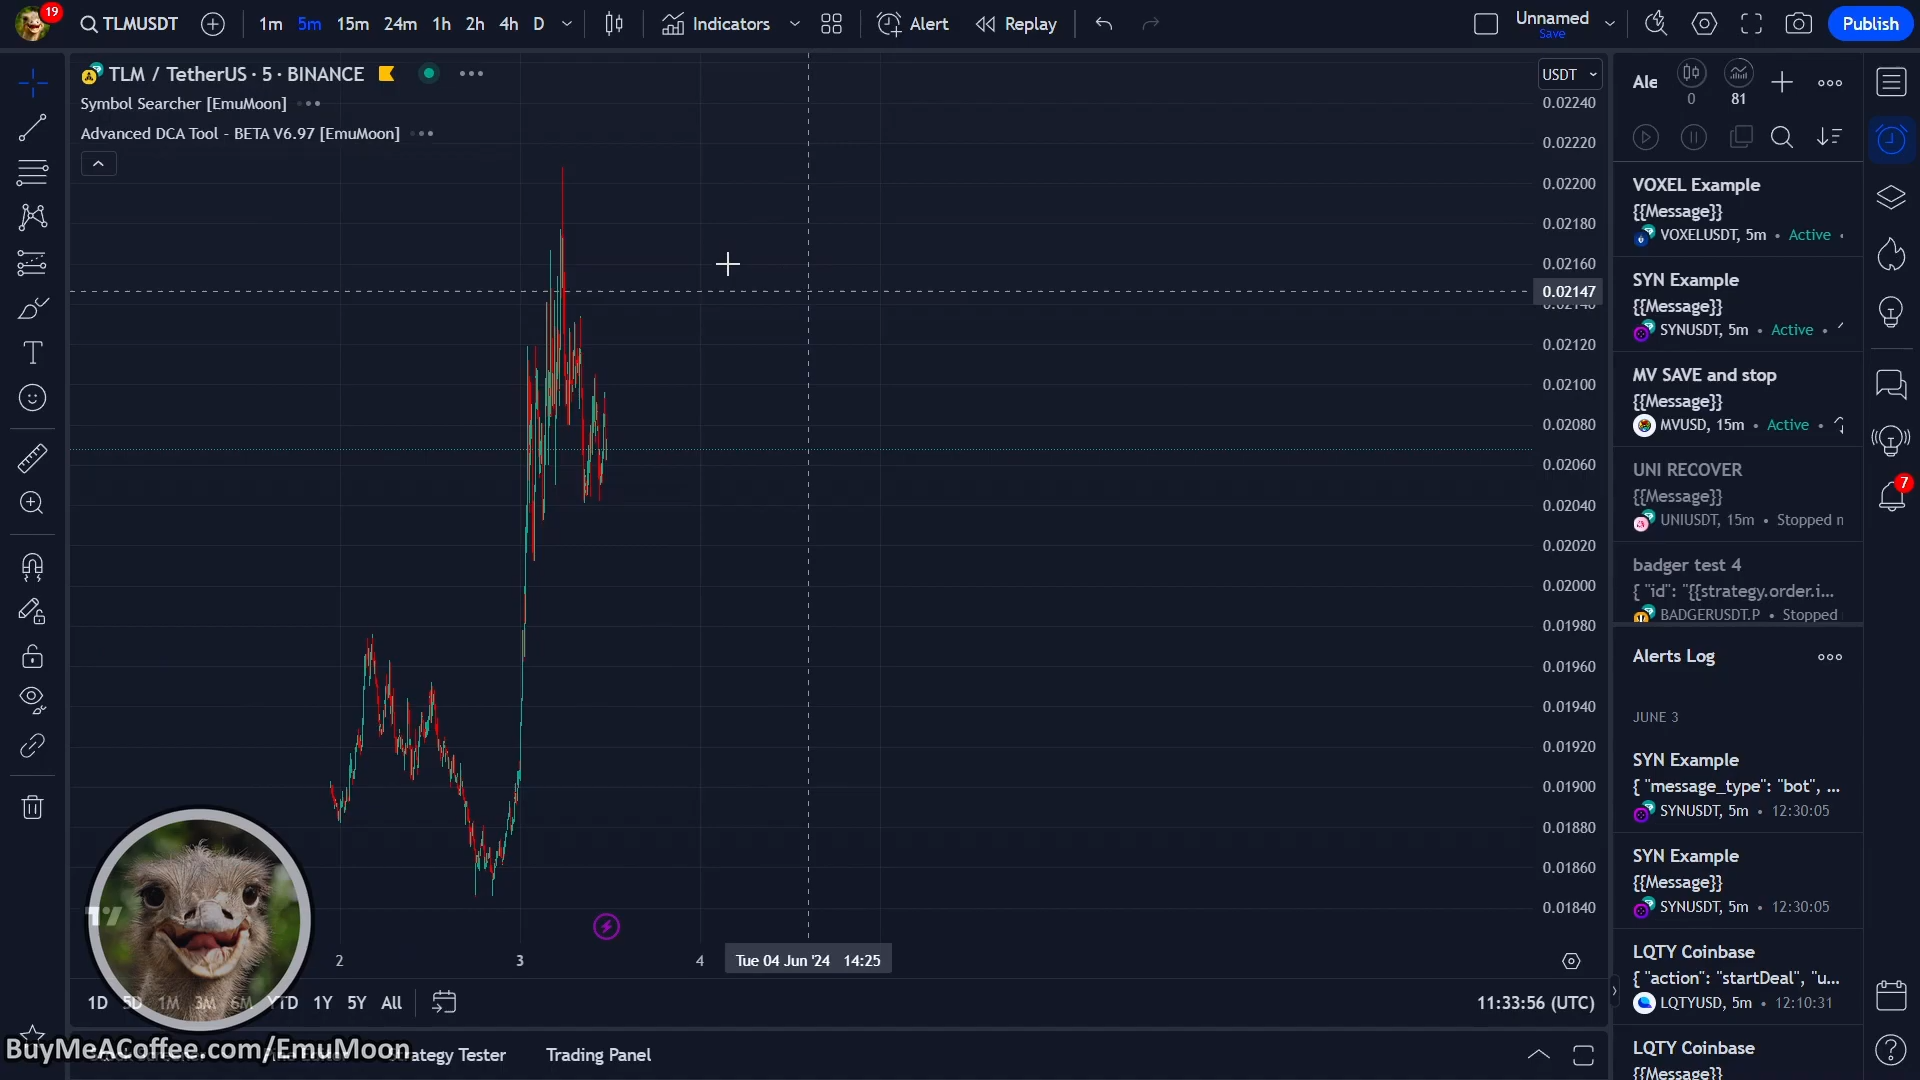 19
TLMUSDT
1m 5m 15m 24m 1h 2h 4h D
Indicators
Alert
Replay
Unnamed
Save
Publish
TLM / TetherUS · 5 · BINANCE
Symbol Searcher [EmuMoon]
Advanced DCA Tool - BETA V6.97 [EmuMoon]
USDT
0.02240
0.02220
0.02200
0.02180
0.02160
0.02147
0.02140
0.02120
0.02100
0.02080
0.02060
0.02040
0.02020
0.02000
0.01980
0.01960
0.01940
0.01920
0.01900
0.01880
0.01860
0.01840
2 3 4 Tue 04 Jun '24 14:25
1D 5D 1M 3M 6M YTD 1Y 5Y All
11:33:56 (UTC)
BuyMeACoffee.com/EmuMoon
trategy Tester
Trading Panel
Ale
0
81
VOXEL Example
{{Message}}
VOXELUSDT, 5m • Active •
SYN Example
{{Message}}
SYNUSDT, 5m • Active •
MV SAVE and stop
{{Message}}
MVUSD, 15m • Active •
UNI RECOVER
{{Message}}
UNIUSDT, 15m • Stopped m
badger test 4
{ "id": "{{strategy.order.i...
BADGERUSDT.P • Stopped
Alerts Log
JUNE 3
SYN Example
{ "message_type": "bot", ...
SYNUSDT, 5m • 12:30:05
SYN Example
{{Message}}
SYNUSDT, 5m • 12:30:05
LQTY Coinbase
{ "action": "startDeal", "u...
LQTYUSD, 5m • 12:10:31
LQTY Coinbase
{{Message}}
7